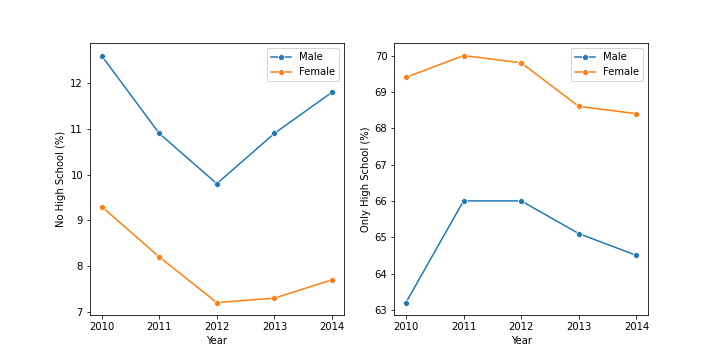 Male
Female
12
11
10
9
8
7
No High School (%)
2010 2011 2012 2013 2014
Year
Male
Female
70
69
68
67
66
65
64
63
Only High School (%)
2010 2011 2012 2013 2014
Year